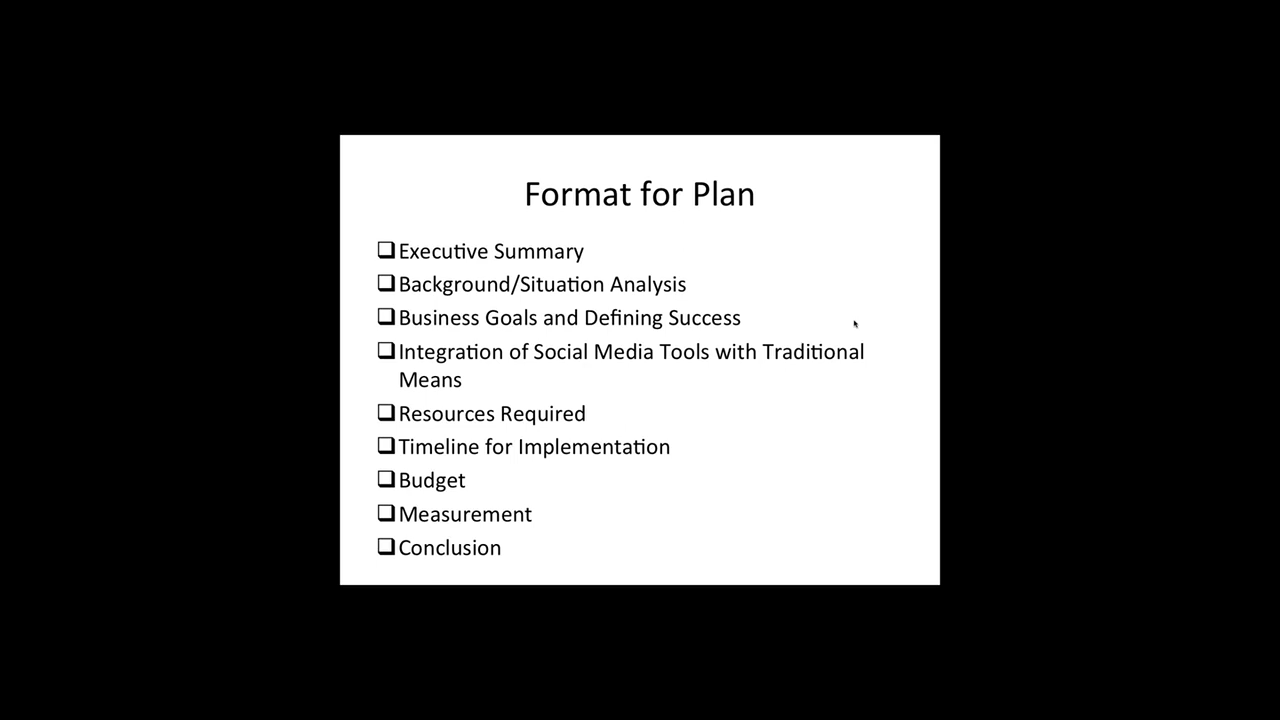 Format for Plan
❑Executive Summary
❑Background/Situation Analysis
❑Business Goals and Defining Success
❑Integration of Social Media Tools with Traditional
Means
❑Resources Required
❑Timeline for Implementation
❑Budget
❑Measurement
❑Conclusion